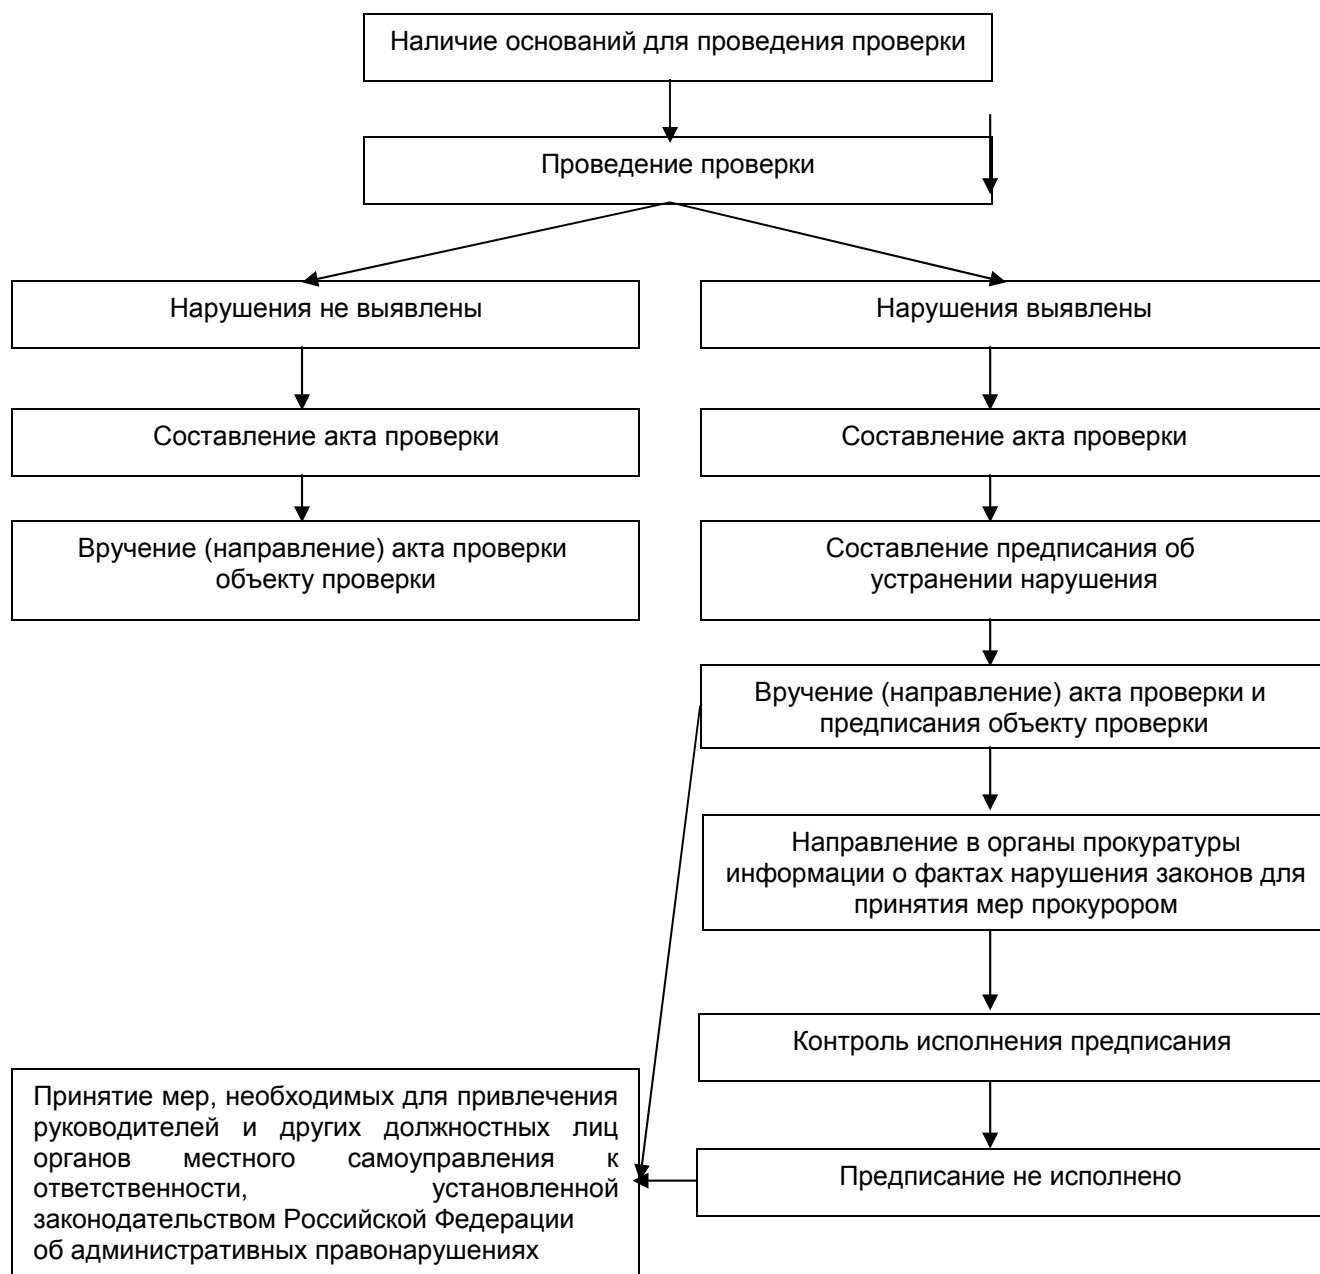 Наличие оснований для проведения проверки
Проведение проверки
Нарушения не выявлены
Нарушения выявлены
Составление акта проверки
Составление акта проверки
Вручение (направление) акта проверки
объекту проверки
Составление предписания об
устранении нарушения
Вручение (направление) акта проверки и
предписания объекту проверки
Направление в органы прокуратуры
информации о фактах нарушения законов для
принятия мер прокурором
Контроль исполнения предписания
Принятие мер, необходимых для привлечения
руководителей и других должностных лиц
органов местного самоуправления к
ответственности, установленной
законодательством Российской Федерации
об административных правонарушениях
Предписание не исполнено